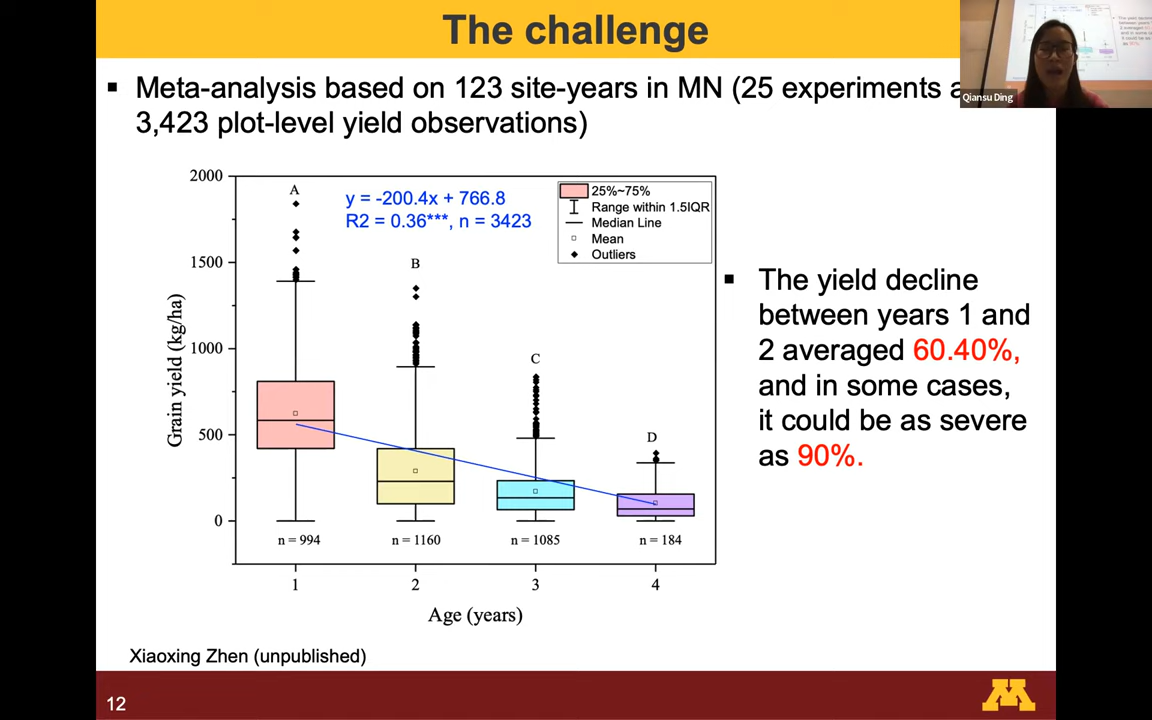 The challenge
▪ Meta-analysis based on 123 site-years in MN (25 experiments a
3,423 plot-level yield observations)
Qiansu Ding
2000
1500
1000
500
0
Grain yield (kg/ha)
A
B
C
D
y = -200.4x + 766.8
R2 = 0.36***, n = 3423
25%~75%
Range within 1.5IQR
Median Line
Mean
Outliers
n = 994
n = 1160
n = 1085
n = 184
1
2
3
4
Age (years)
▪ The yield decline
between years 1 and
2 averaged 60.40%,
and in some cases,
it could be as severe
as 90%.
Xiaoxing Zhen (unpublished)
12
M